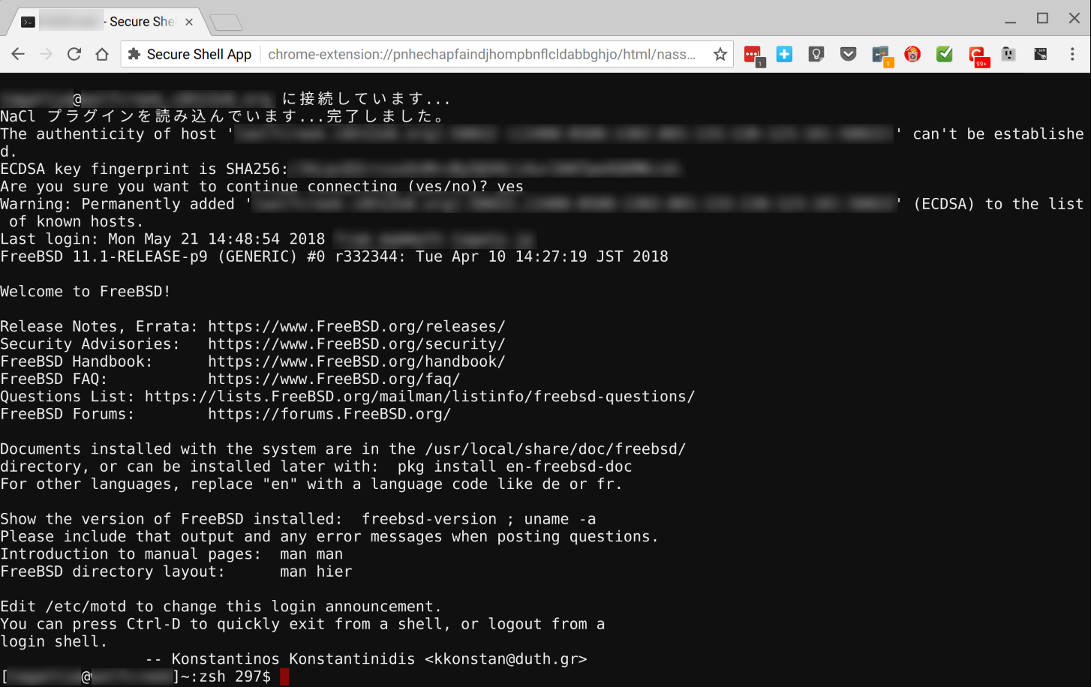 - Secure She
Secure Shell App chrome-extension://pnhechapfaindjhompbnflcldabbghjo/html/nass...
1
1
99+
@ に接続しています...
NaCl プラグインを読み込んでいます...完了しました。
The authenticity of host ' ' can't be establishe
d.
ECDSA key fingerprint is SHA256:
Are you sure you want to continue connecting (yes/no)? yes
Warning: Permanently added ' ' (ECDSA) to the list
of known hosts.
Last login: Mon May 21 14:48:54 2018
FreeBSD 11.1-RELEASE-p9 (GENERIC) #0 r332344: Tue Apr 10 14:27:19 JST 2018
Welcome to FreeBSD!
Release Notes, Errata: https://www.FreeBSD.org/releases/
Security Advisories: https://www.FreeBSD.org/security/
FreeBSD Handbook: https://www.FreeBSD.org/handbook/
FreeBSD FAQ: https://www.FreeBSD.org/faq/
Questions List: https://lists.FreeBSD.org/mailman/listinfo/freebsd-questions/
FreeBSD Forums: https://forums.FreeBSD.org/
Documents installed with the system are in the /usr/local/share/doc/freebsd/
directory, or can be installed later with: pkg install en-freebsd-doc
For other languages, replace "en" with a language code like de or fr.
Show the version of FreeBSD installed: freebsd-version ; uname -a
Please include that output and any error messages when posting questions.
Introduction to manual pages: man man
FreeBSD directory layout: man hier
Edit /etc/motd to change this login announcement.
You can press Ctrl-D to quickly exit from a shell, or logout from a
login shell.
-- Konstantinos Konstantinidis <kkonstan@duth.gr>
[ @ ]~:zsh 297$